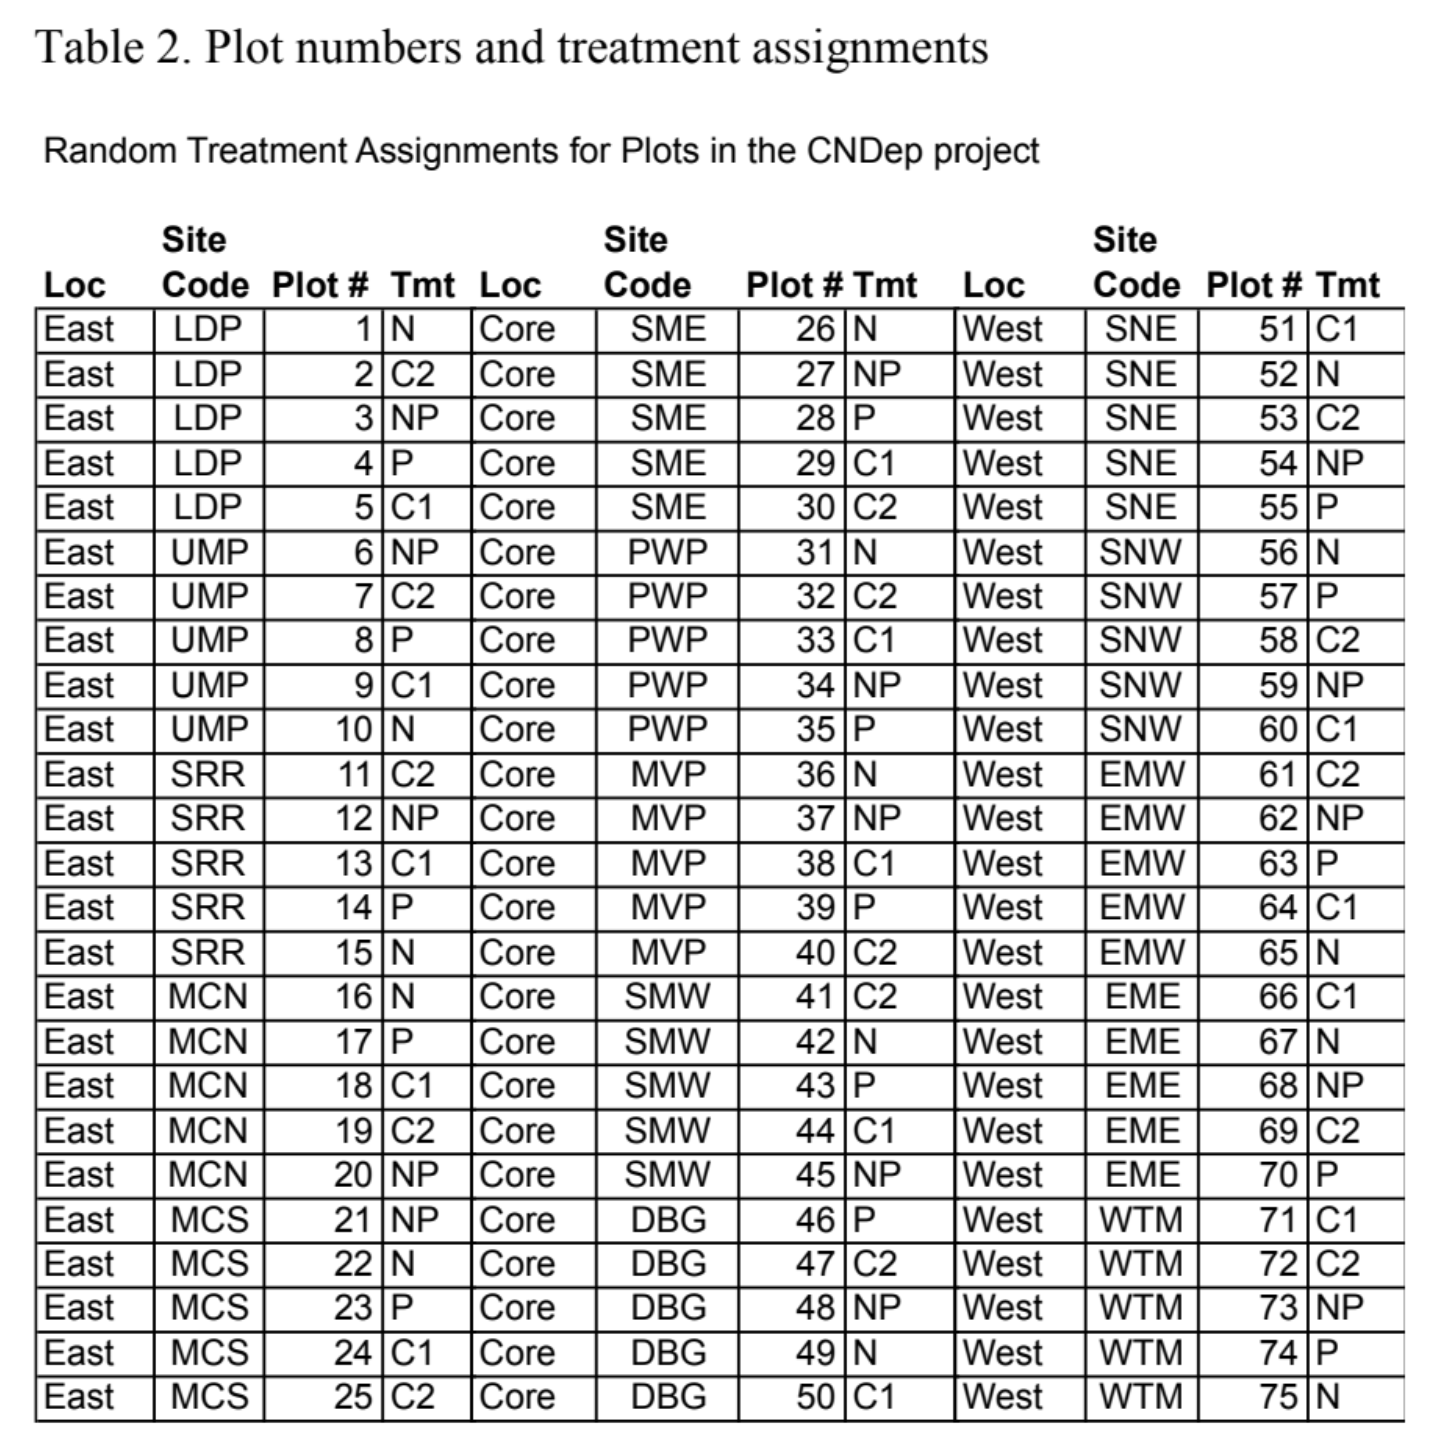 Table 2. Plot numbers and treatment assignments
Random Treatment Assignments for Plots in the CNDep project
Site Site Site
Loc Code Plot # Tmt Loc Code Plot # Tmt Loc Code Plot # Tmt
East LDP 1 N Core SME 26 N West SNE 51 C1
East LDP 2 C2 Core SME 27 NP West SNE 52 N
East LDP 3 NP Core SME 28 P West SNE 53 C2
East LDP 4 P Core SME 29 C1 West SNE 54 NP
East LDP 5 C1 Core SME 30 C2 West SNE 55 P
East UMP 6 NP Core PWP 31 N West SNW 56 N
East UMP 7 C2 Core PWP 32 C2 West SNW 57 P
East UMP 8 P Core PWP 33 C1 West SNW 58 C2
East UMP 9 C1 Core PWP 34 NP West SNW 59 NP
East UMP 10 N Core PWP 35 P West SNW 60 C1
East SRR 11 C2 Core MVP 36 N West EMW 61 C2
East SRR 12 NP Core MVP 37 NP West EMW 62 NP
East SRR 13 C1 Core MVP 38 C1 West EMW 63 P
East SRR 14 P Core MVP 39 P West EMW 64 C1
East SRR 15 N Core MVP 40 C2 West EMW 65 N
East MCN 16 N Core SMW 41 C2 West EME 66 C1
East MCN 17 P Core SMW 42 N West EME 67 N
East MCN 18 C1 Core SMW 43 P West EME 68 NP
East MCN 19 C2 Core SMW 44 C1 West EME 69 C2
East MCN 20 NP Core SMW 45 NP West EME 70 P
East MCS 21 NP Core DBG 46 P West WTM 71 C1
East MCS 22 N Core DBG 47 C2 West WTM 72 C2
East MCS 23 P Core DBG 48 NP West WTM 73 NP
East MCS 24 C1 Core DBG 49 N West WTM 74 P
East MCS 25 C2 Core DBG 50 C1 West WTM 75 N